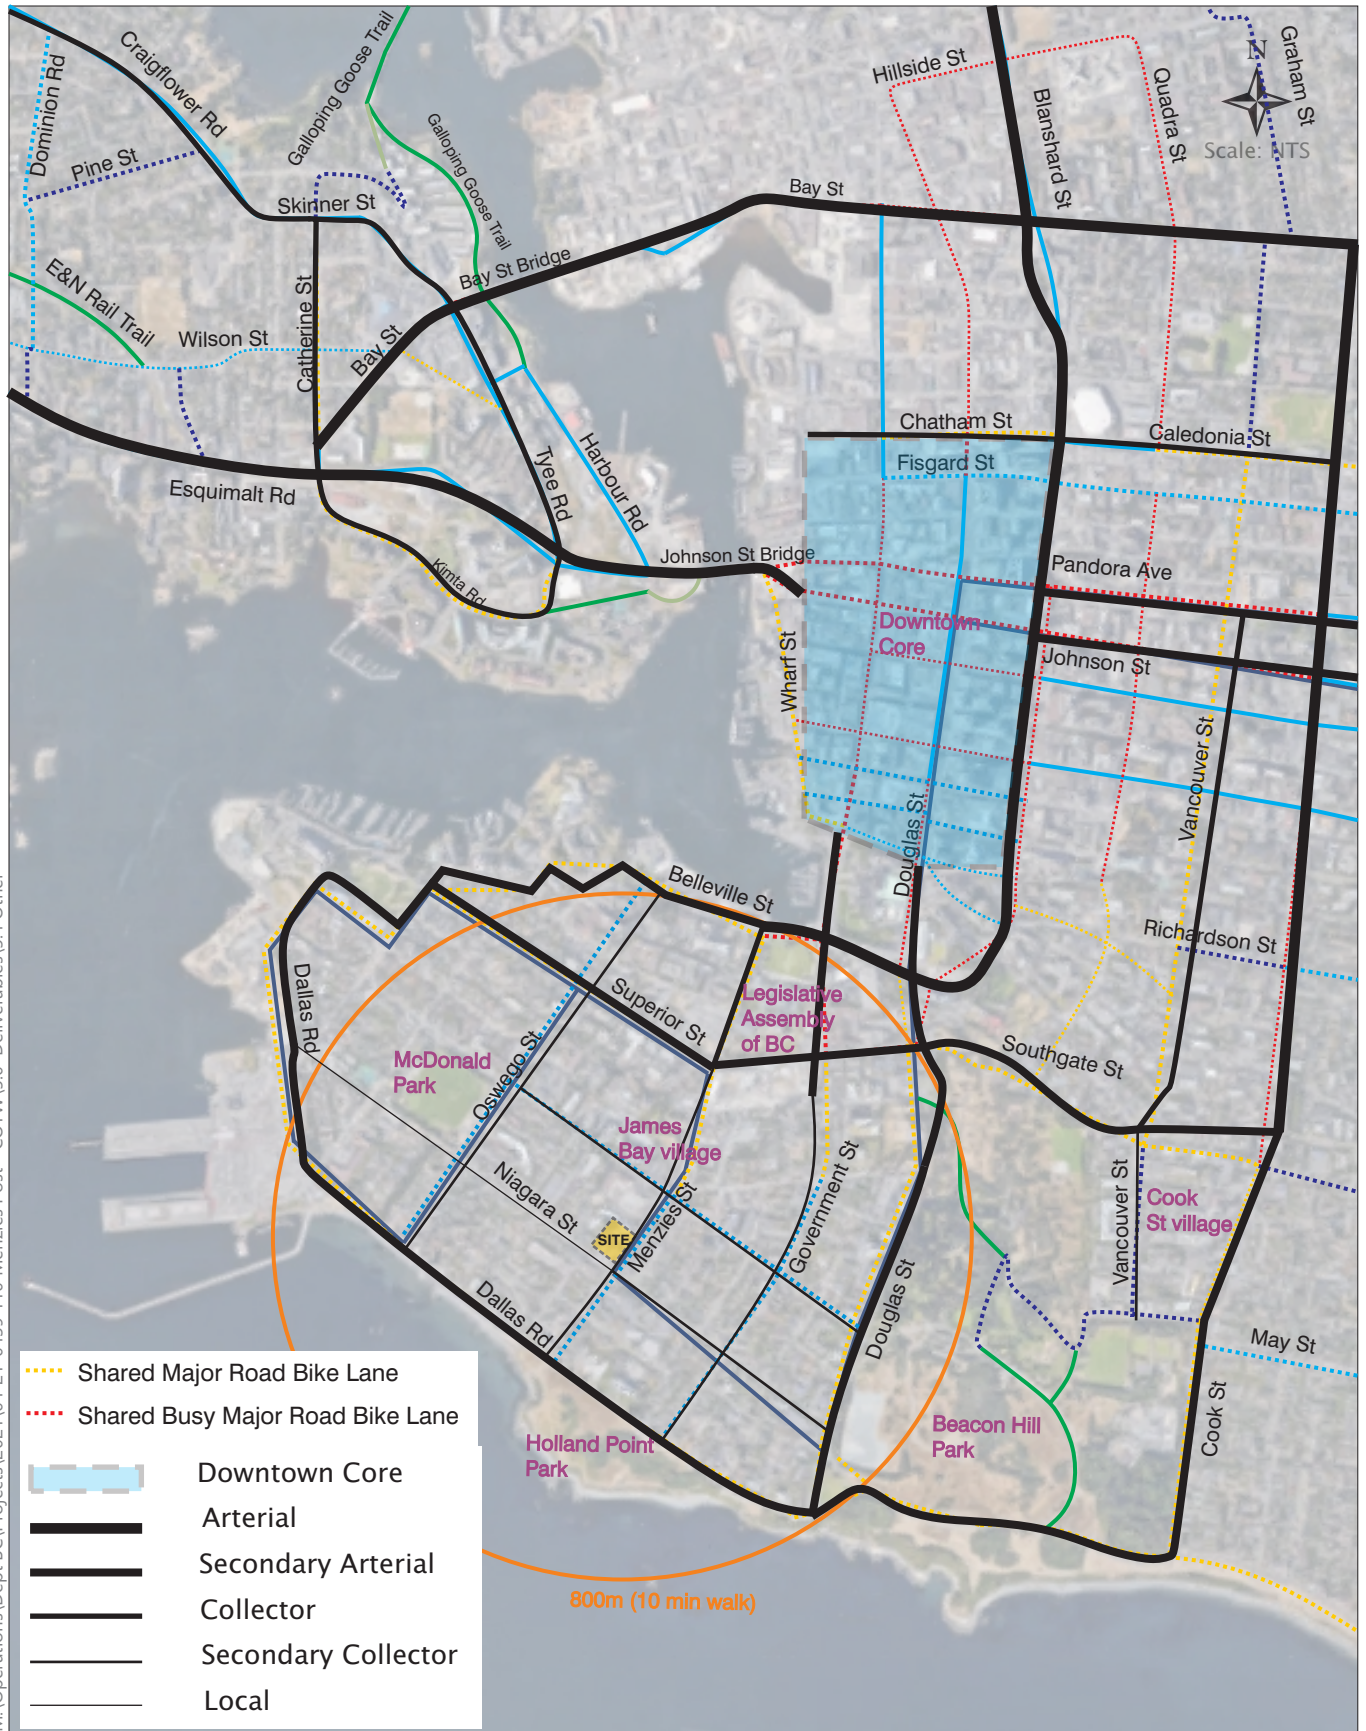 Craigflower Rd
Galloping Goose Trail
Graham St
Hillside St
N
Dominion Rd
Blanshard St
Quadra St
Galloping Goose Trail
Pine St
Scale: NTS
Skinner St
Bay St
Bay St Bridge
E&N Rail Trail
Catherine St
Wilson St
Bay St
Chatham St
Caledonia St
Harbour Rd
Fisgard St
Tyee Rd
Esquimalt Rd
Johnson St Bridge
Pandora Ave
Kimta Rd
Downtown
Core
Johnson St
Wharf St
Vancouver St
Douglas St
Belleville St
Richardson St
Dallas Rd
Superior St
Legislative
Assembly
of BC
McDonald
Park
Oswego St
Southgate St
James
Bay village
Niagara St
Government St
Vancouver St
Cook
St village
SITE
Menzies St
Dallas Rd
Douglas St
May St
Cook St
Beacon Hill
Park
Holland Point
Park
800m (10 min walk)
Shared Major Road Bike Lane
Shared Busy Major Road Bike Lane
Downtown Core
Arterial
Secondary Arterial
Collector
Secondary Collector
Local